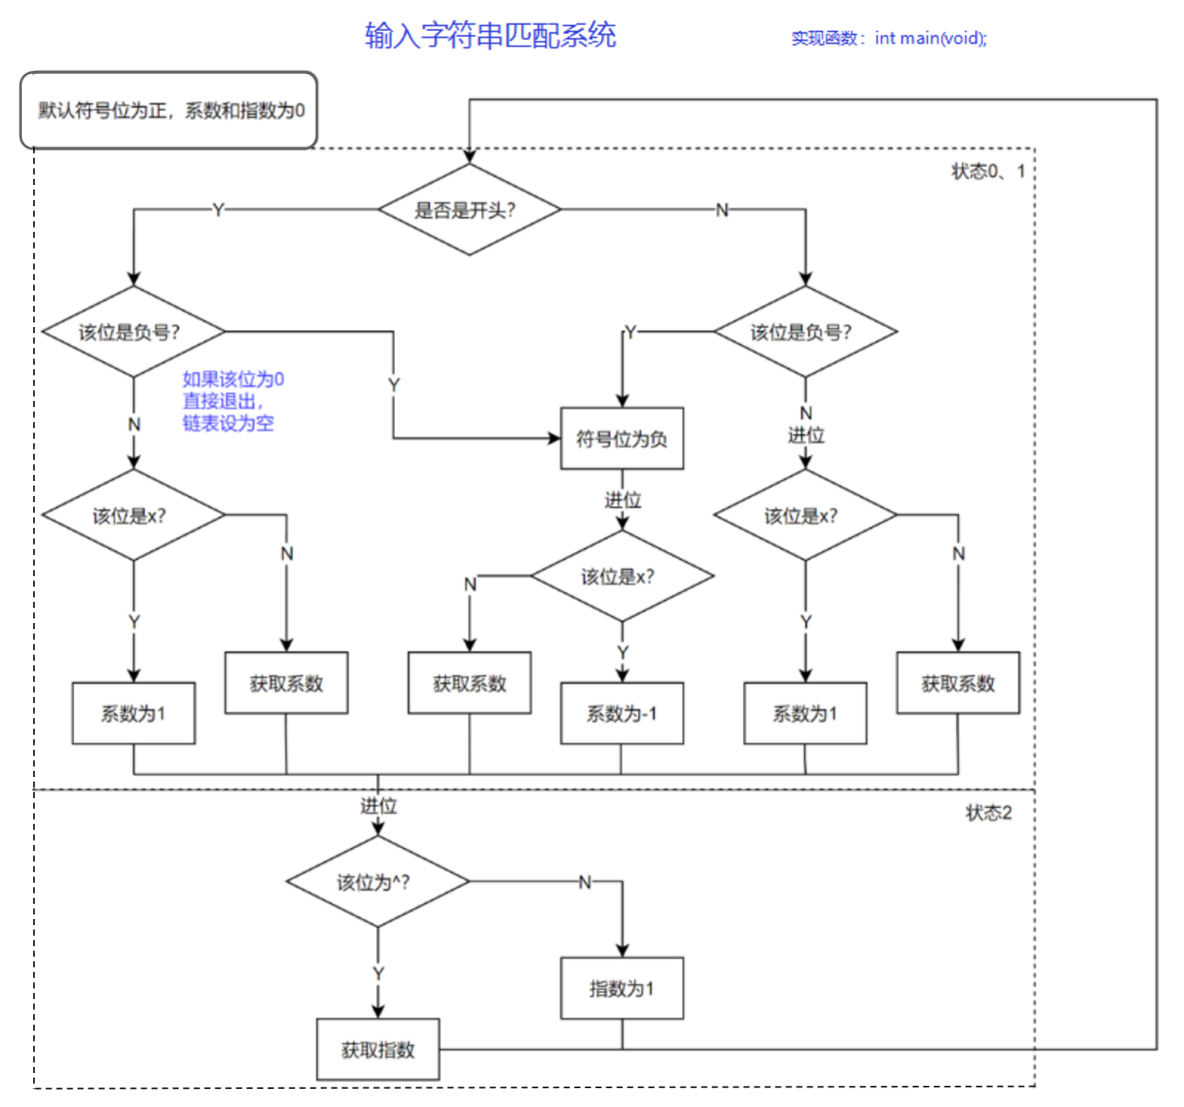 输入字符串匹配系统
实现函数：int main(void);
默认符号位为正，系数和指数为0
状态0、1
是否是开头？
Y
N
该位是负号？
该位是负号？
Y
Y
如果该位为0
直接退出，
链表设为空
N
N
进位
符号位为负
进位
该位是x？
该位是x？
N
N
该位是x？
N
Y
Y
Y
获取系数
获取系数
获取系数
系数为1
系数为-1
系数为1
进位
状态2
该位为^？
N
Y
指数为1
获取指数